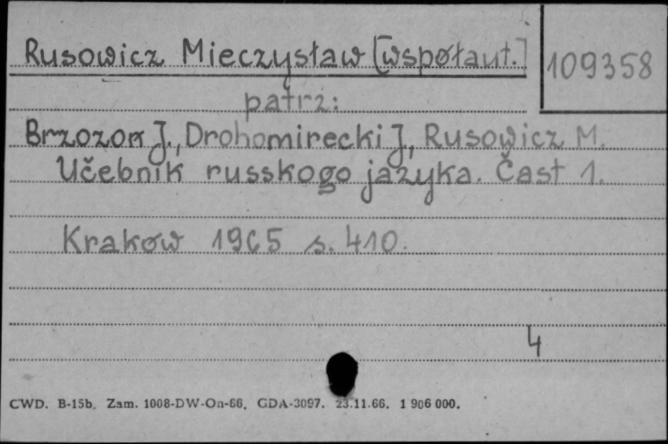 Rusowicz Mieczysław [współaut.]
109358
patrz:
Brzozoń J., Drohomirecki J., Rusowicz M.
Učebnik russkogo jazyka. Čast 1.
Kraków 1965 s. 410.
4
CWD. B-15b. Zam. 1008-DW-On-66. GDA-3097. 23.11.66. 1 906 000.